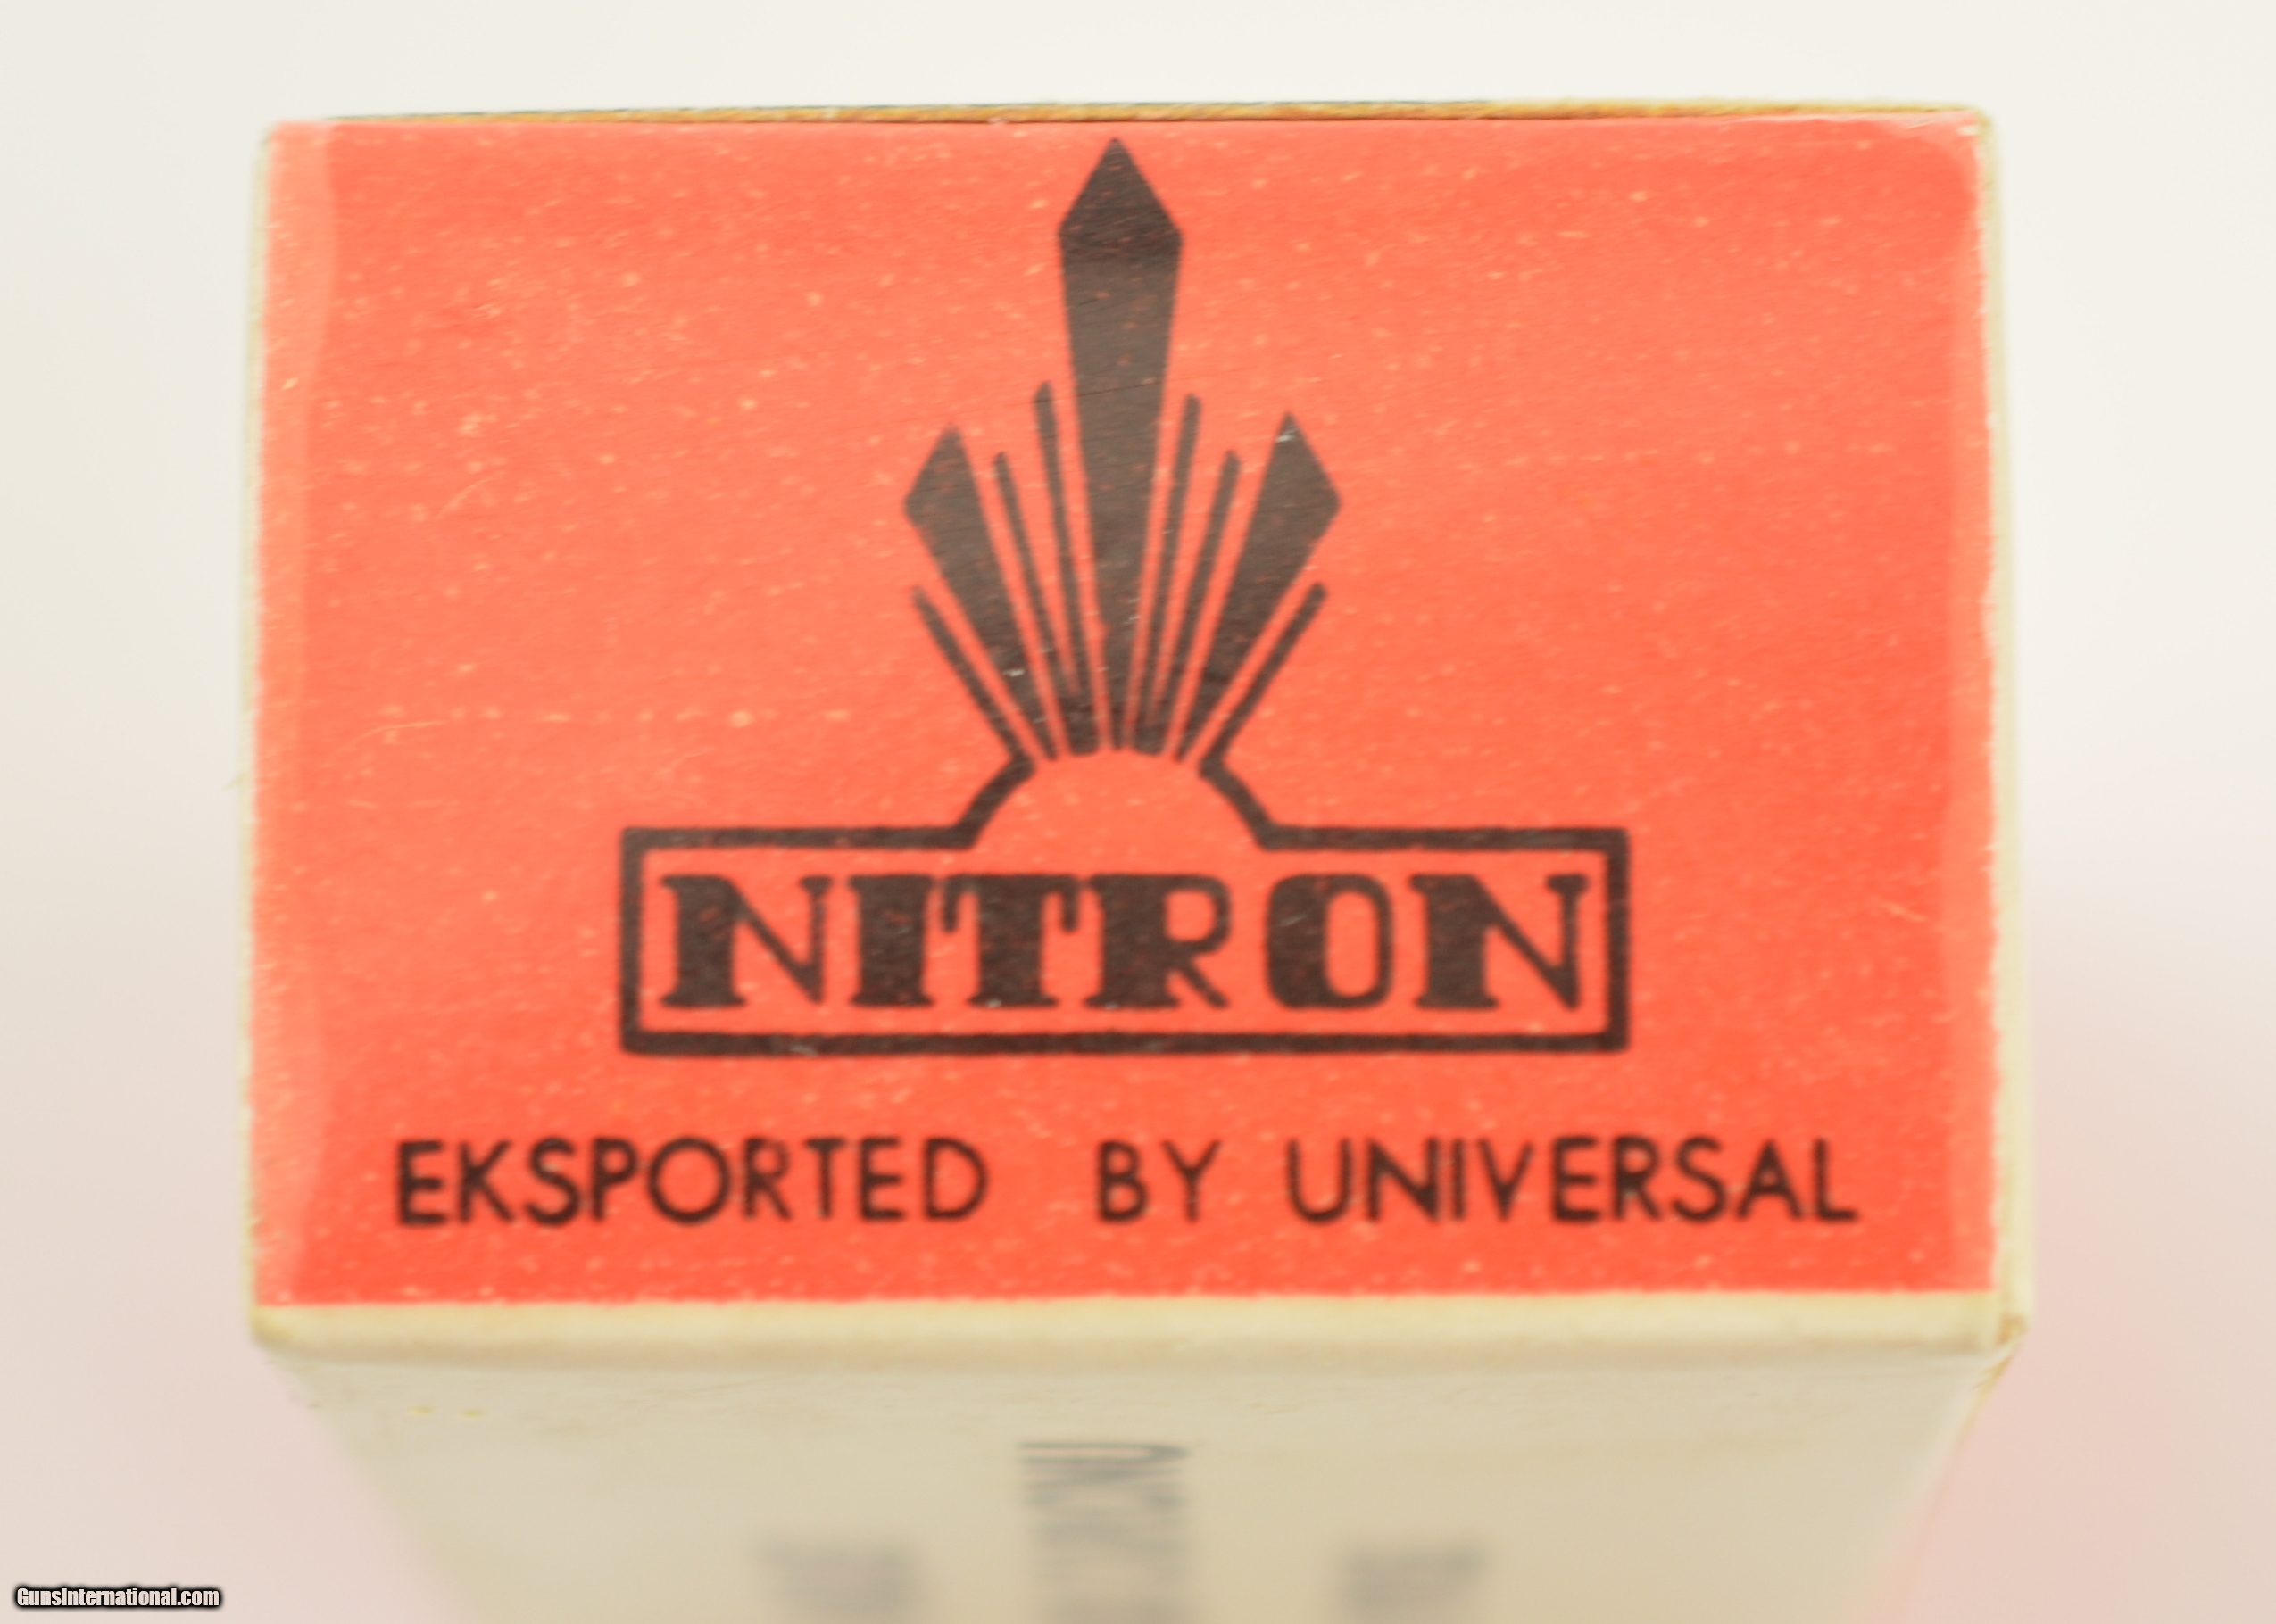 NITRON
EKSPORTED BY UNIVERSAL
GunsInternational.com